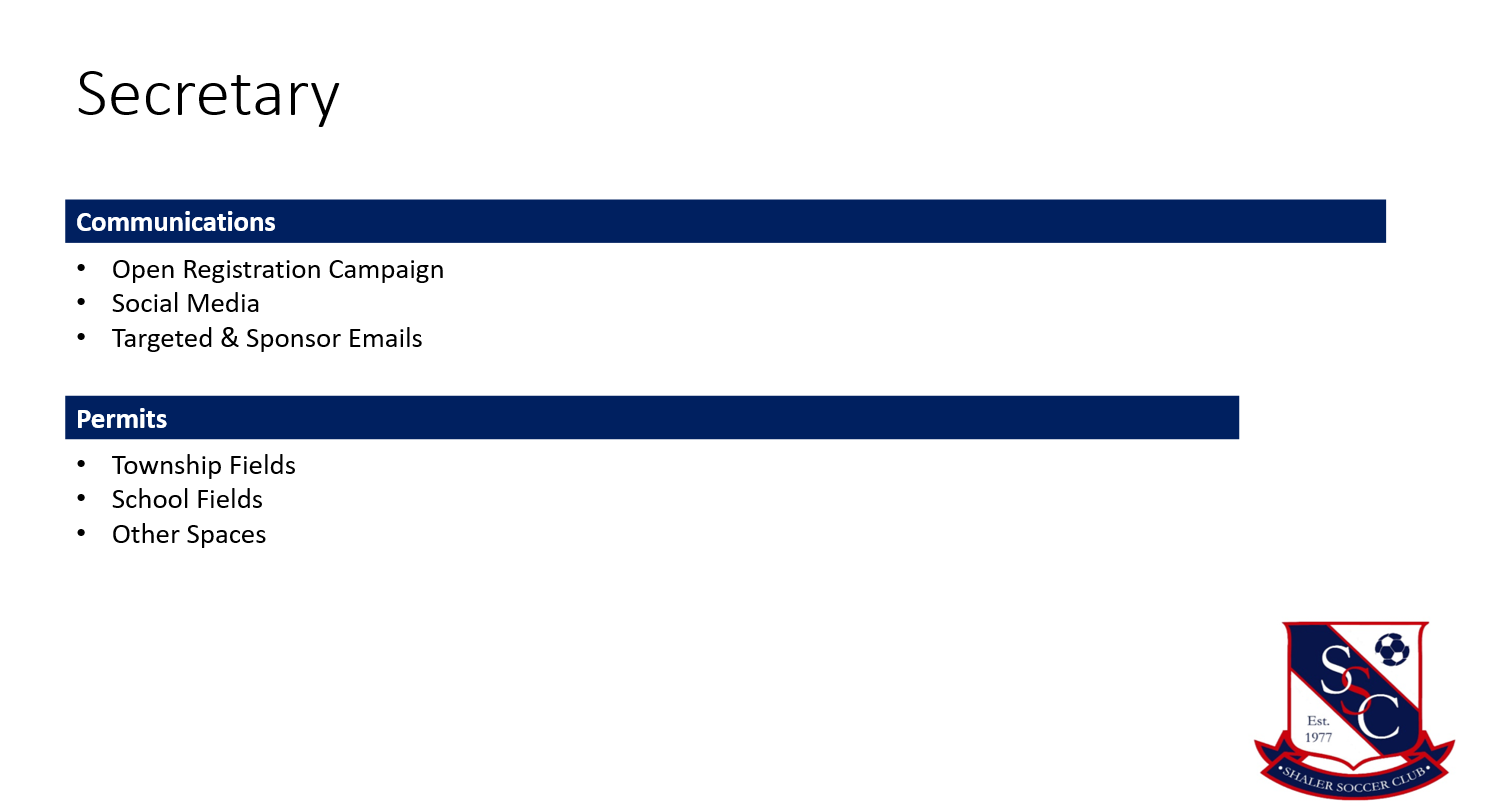 Secretary
Communications
• Open Registration Campaign
• Social Media
• Targeted & Sponsor Emails
Permits
• Township Fields
• School Fields
• Other Spaces
SSC
Est.
1977
•SHALER SOCCER CLUB•